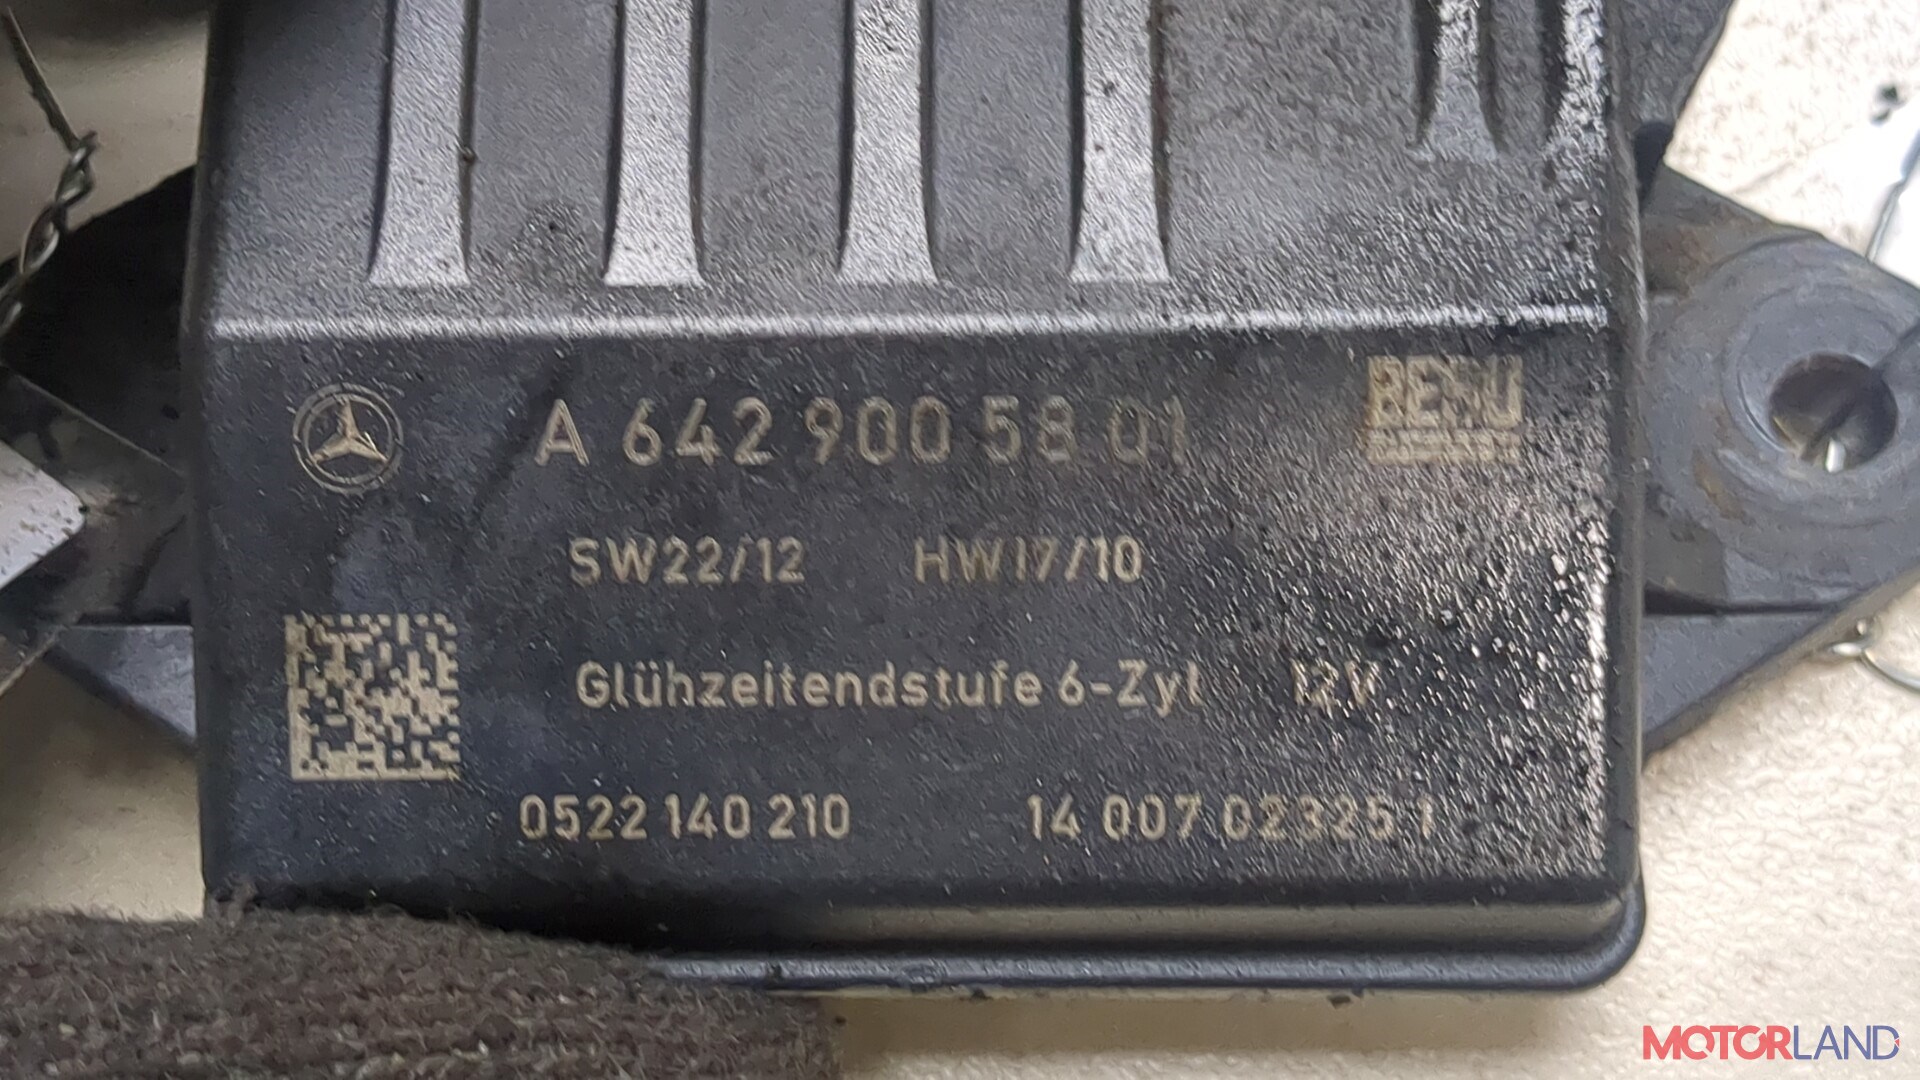 A 642 900 58 01
BERU
SW22/12 HW17/10
Glühzeitendstufe 6-Zyl 12V
0522 140 210 14 007 02325 1
MOTORLAND